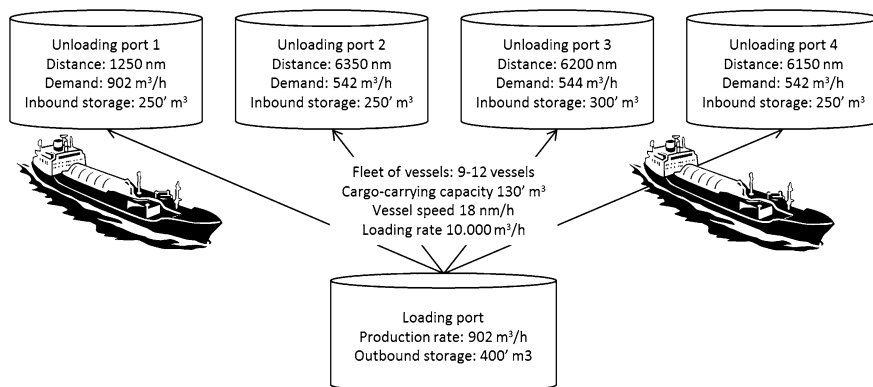 Unloading port 1
Distance: 1250 nm
Demand: 902 m³/h
Inbound storage: 250' m³
Unloading port 2
Distance: 6350 nm
Demand: 542 m³/h
Inbound storage: 250' m³
Unloading port 3
Distance: 6200 nm
Demand: 544 m³/h
Inbound storage: 300' m³
Unloading port 4
Distance: 6150 nm
Demand: 542 m³/h
Inbound storage: 250' m³
Fleet of vessels: 9-12 vessels
Cargo-carrying capacity 130' m³
Vessel speed 18 nm/h
Loading rate 10.000 m³/h
Loading port
Production rate: 902 m³/h
Outbound storage: 400' m3